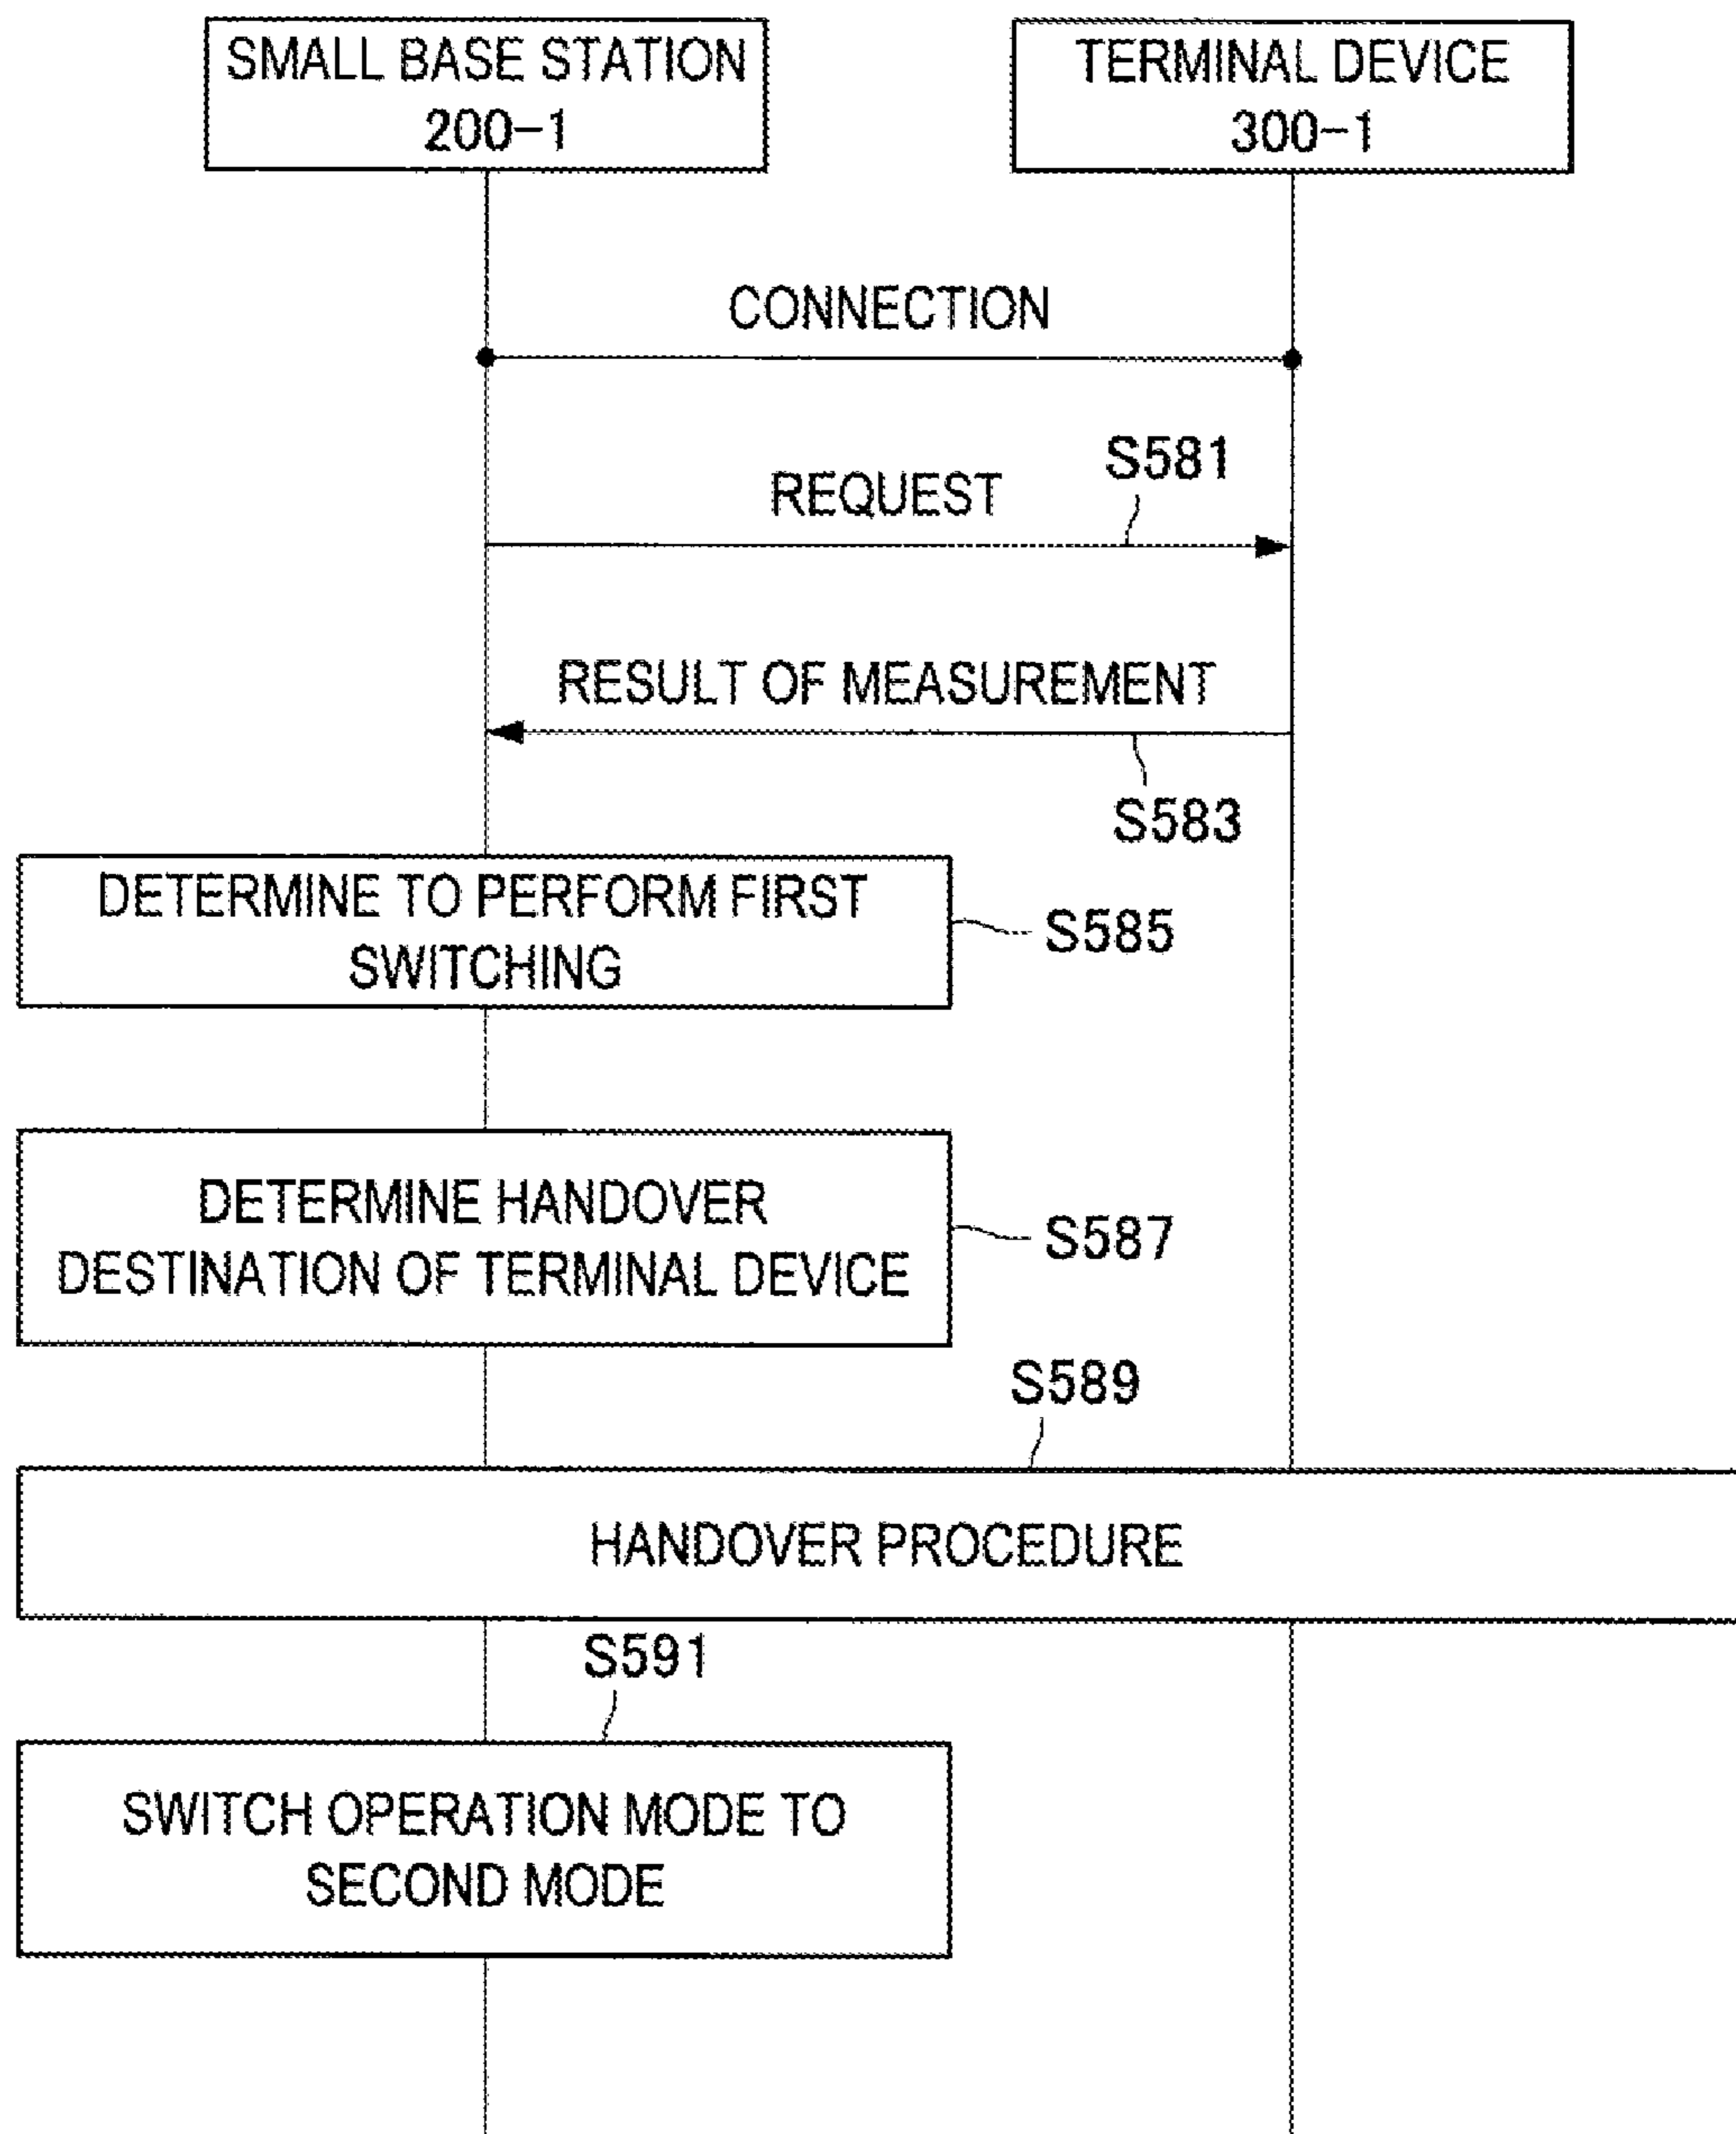 SMALL BASE STATION
200-1
TERMINAL DEVICE
300-1
CONNECTION
S581
REQUEST
RESULT OF MEASUREMENT
S583
DETERMINE TO PERFORM FIRST
SWITCHING
S585
DETERMINE HANDOVER
DESTINATION OF TERMINAL DEVICE
S587
S589
HANDOVER PROCEDURE
S591
SWITCH OPERATION MODE TO
SECOND MODE